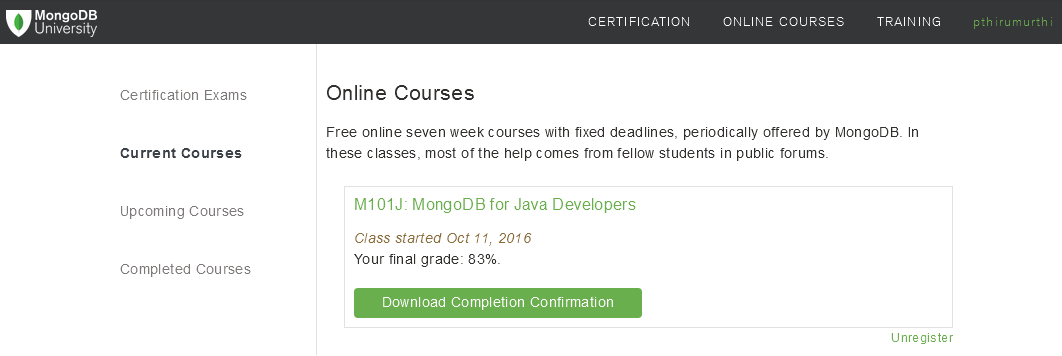 MongoDB
University
CERTIFICATION ONLINE COURSES TRAINING pthirumurthi
Certification Exams
Current Courses
Upcoming Courses
Completed Courses
Online Courses
Free online seven week courses with fixed deadlines, periodically offered by MongoDB. In
these classes, most of the help comes from fellow students in public forums.
M101J: MongoDB for Java Developers
Class started Oct 11, 2016
Your final grade: 83%.
Download Completion Confirmation
Unregister